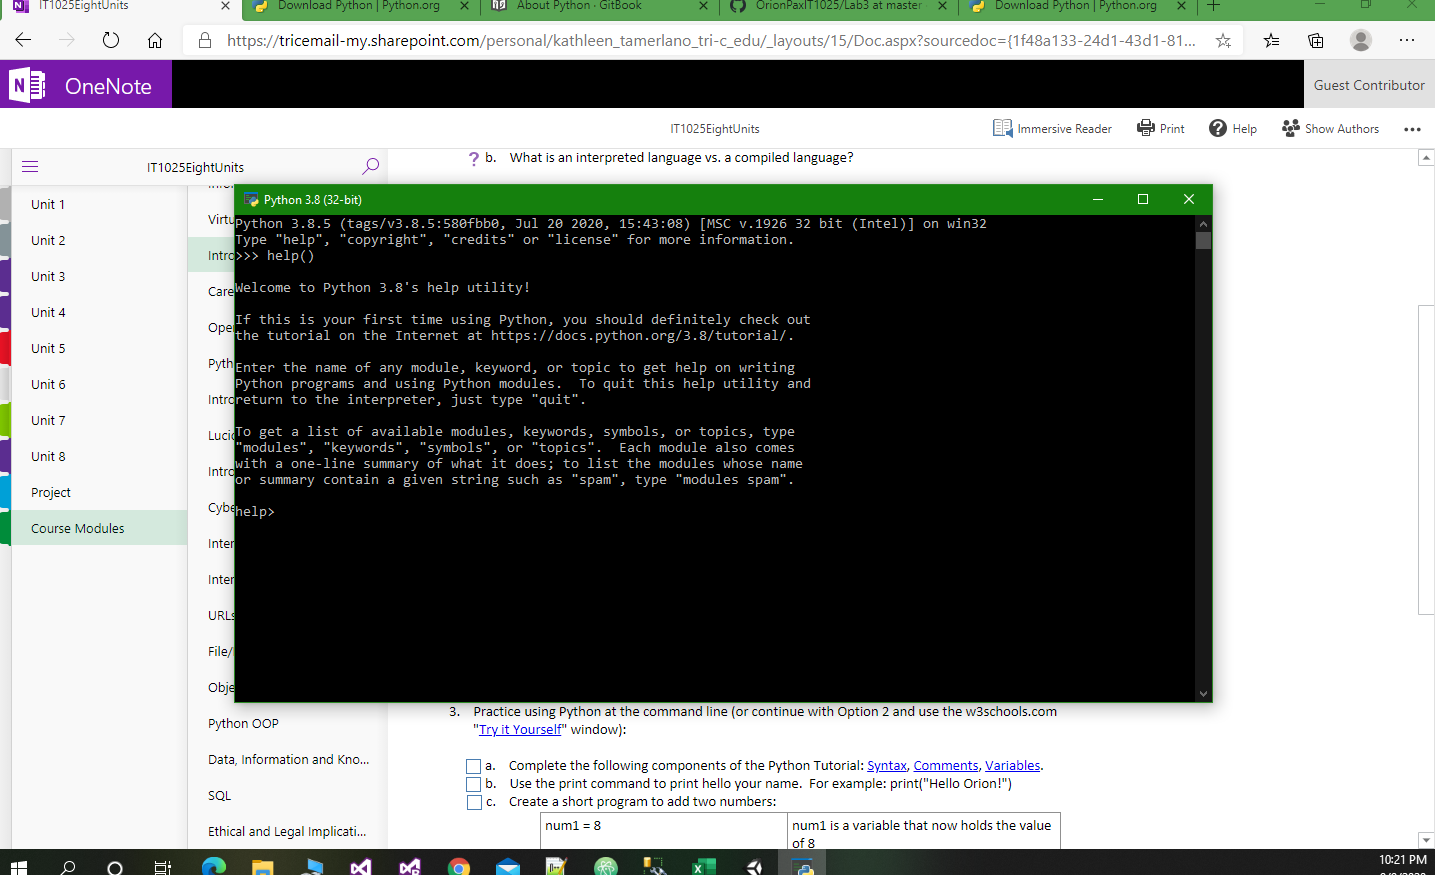 IT1025EightUnits
Download Python | Python.org
About Python · GitBook
OrionPaxIT1025/Lab3 at master
Download Python | Python.org
https://tricemail-my.sharepoint.com/personal/kathleen_tamerlano_tri-c_edu/_layouts/15/Doc.aspx?sourcedoc={1f48a133-24d1-43d1-81...
OneNote
Guest Contributor
IT1025EightUnits
Immersive Reader
Print
Help
Show Authors
IT1025EightUnits
Unit 1
Unit 2
Unit 3
Unit 4
Unit 5
Unit 6
Unit 7
Unit 8
Project
Course Modules
Virtu
Intro
Care
Ope
Pyth
Intro
Luci
Intro
Cybe
Inter
Inter
URLs
File/
Obje
Python OOP
Data, Information and Kno...
SQL
Ethical and Legal Implicati...
? b. What is an interpreted language vs. a compiled language?
Python 3.8 (32-bit)
Python 3.8.5 (tags/v3.8.5:580fbb0, Jul 20 2020, 15:43:08) [MSC v.1926 32 bit (Intel)] on win32
Type "help", "copyright", "credits" or "license" for more information.
>>> help()
Welcome to Python 3.8's help utility!
If this is your first time using Python, you should definitely check out
the tutorial on the Internet at https://docs.python.org/3.8/tutorial/.
Enter the name of any module, keyword, or topic to get help on writing
Python programs and using Python modules.  To quit this help utility and
return to the interpreter, just type "quit".
To get a list of available modules, keywords, symbols, or topics, type
"modules", "keywords", "symbols", or "topics".  Each module also comes
with a one-line summary of what it does; to list the modules whose name
or summary contain a given string such as "spam", type "modules spam".
help>
3. Practice using Python at the command line (or continue with Option 2 and use the w3schools.com
"Try it Yourself" window):
a. Complete the following components of the Python Tutorial: Syntax, Comments, Variables.
b. Use the print command to print hello your name. For example: print("Hello Orion!")
c. Create a short program to add two numbers:
num1 = 8
num1 is a variable that now holds the value
of 8
10:21 PM